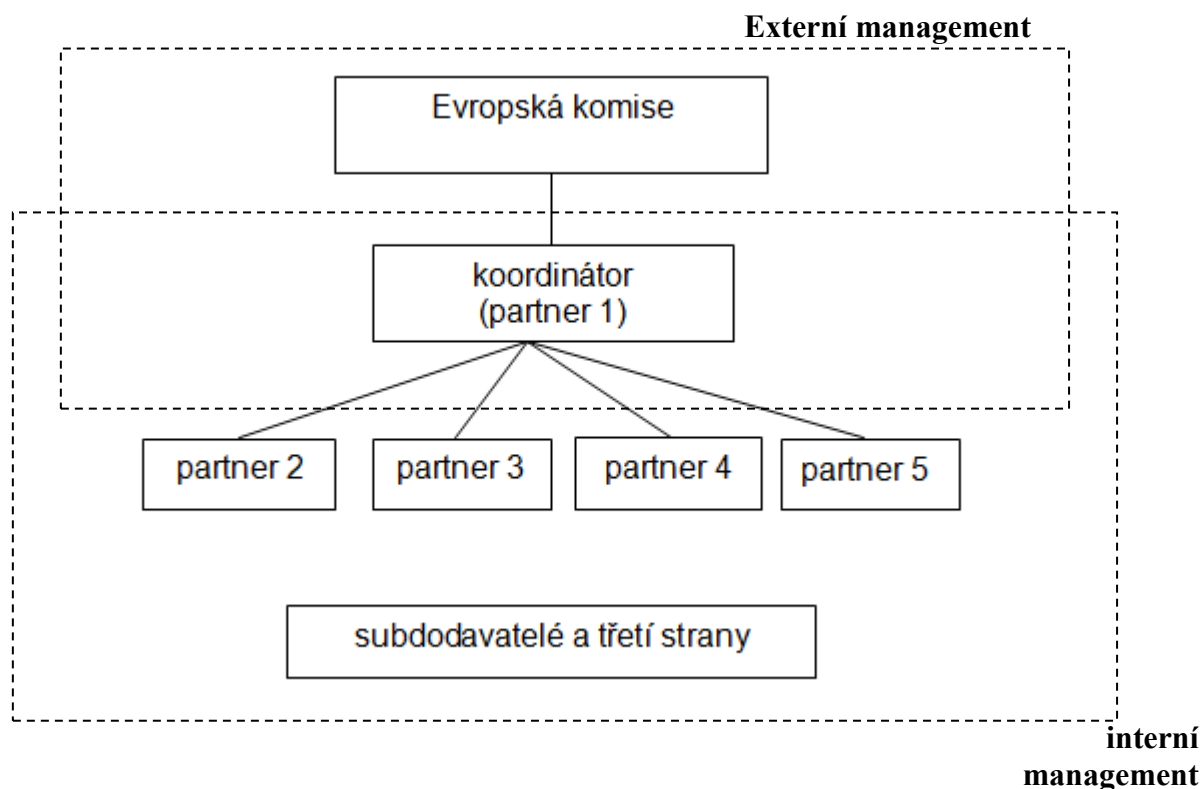 Externí management
Evropská komise
koordinátor
(partner 1)
partner 2
partner 3
partner 4
partner 5
subdodavatelé a třetí strany
interní
management